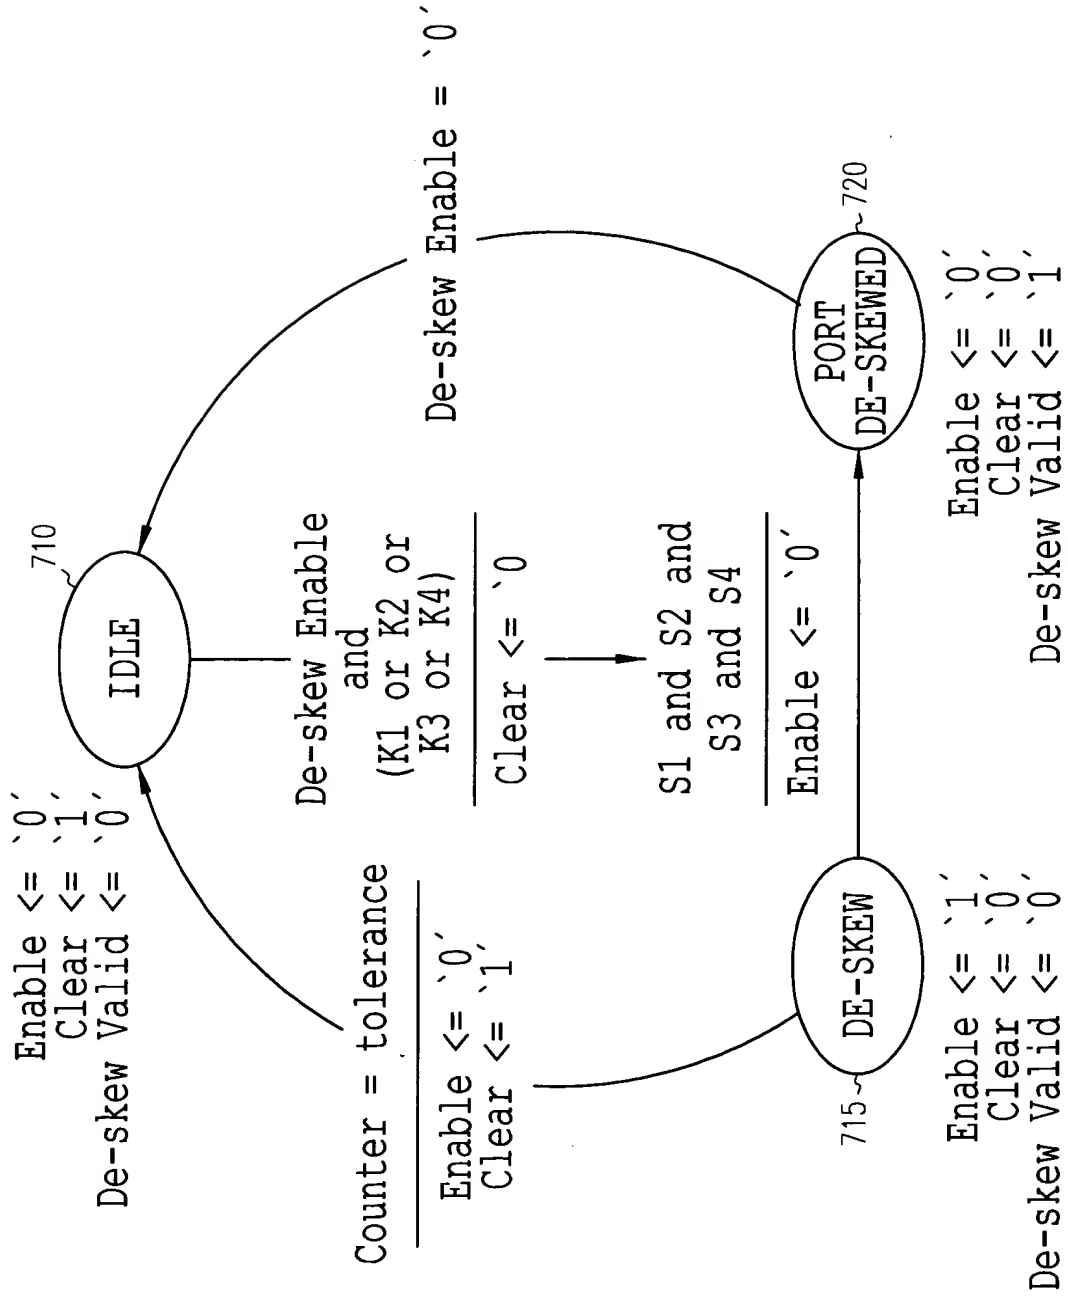 Enable <= `0´
Clear <= `1´
De-skew Valid <= `0´
710
IDLE
Counter = tolerance
Enable <= `0´
Clear <= `1´
De-skew Enable
and
(K1 or K2 or
K3 or K4)
Clear <= `0
De-skew Enable = `0´
S1 and S2 and
S3 and S4
Enable <= `0´
715
DE-SKEW
Enable <= `1´
Clear <= `0´
De-skew Valid <= `0´
720
PORT
DE-SKEWED
Enable <= `0´
Clear <= `0´
De-skew Valid <= `1´